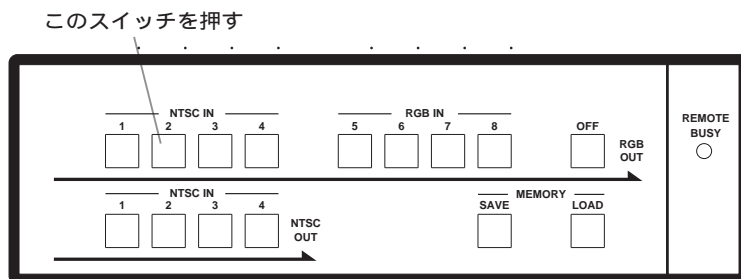 このスイッチを押す
NTSC IN
1 2 3 4
RGB IN
5 6 7 8
OFF
RGB
OUT
REMOTE
BUSY
NTSC IN
1 2 3 4
NTSC
OUT
MEMORY
SAVE LOAD